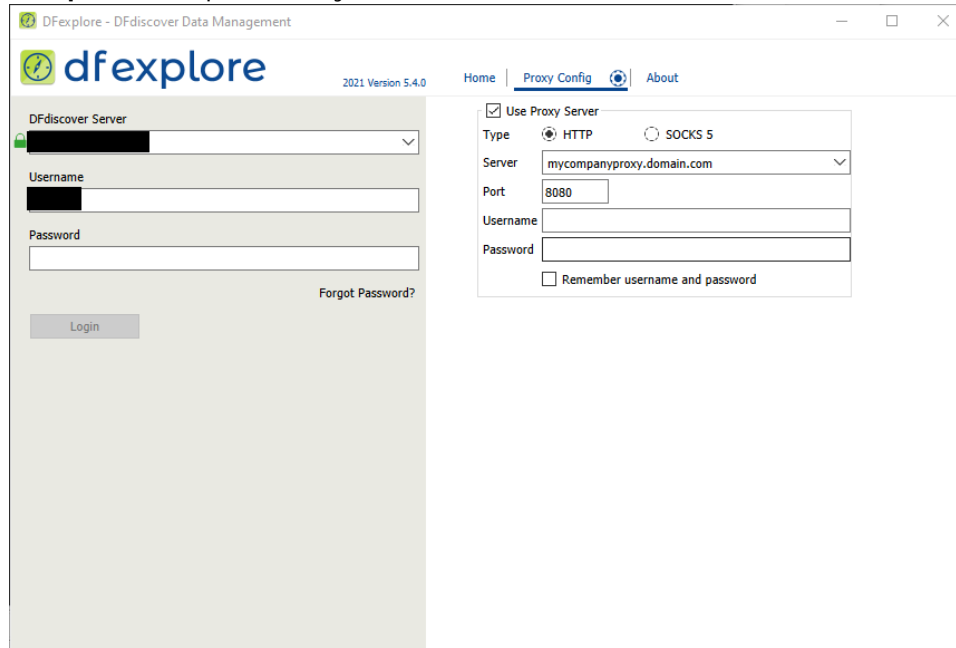 DFexplore - DFdiscover Data Management
dfexplore
2021 Version 5.4.0
Home
Proxy Config
About
DFdiscover Server
Username
Password
Forgot Password?
Login
Use Proxy Server
Type HTTP SOCKS 5
Server mycompanyproxy.domain.com
Port 8080
Username
Password
Remember username and password